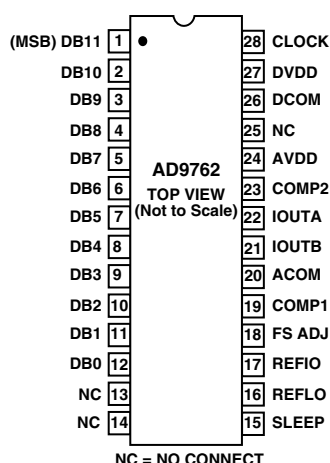 (MSB) DB11 1 28 CLOCK
DB10 2 27 DVDD
DB9 3 26 DCOM
DB8 4 25 NC
DB7 5 24 AVDD
DB6 6 23 COMP2
DB5 7 22 IOUTA
DB4 8 21 IOUTB
DB3 9 20 ACOM
DB2 10 19 COMP1
DB1 11 18 FS ADJ
DB0 12 17 REFIO
NC 13 16 REFLO
NC 14 15 SLEEP
AD9762
TOP VIEW
(Not to Scale)
NC = NO CONNECT